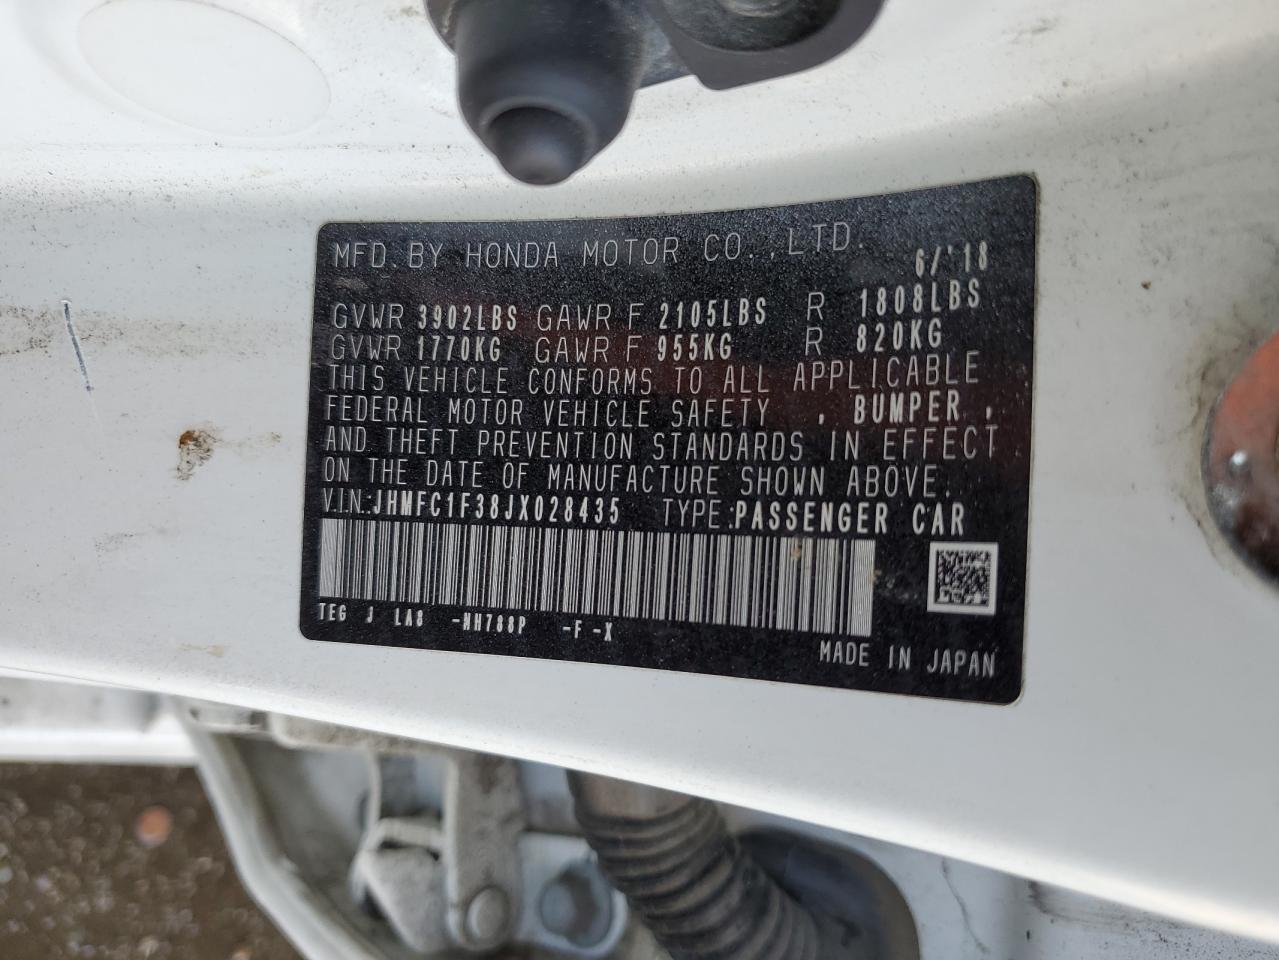 MFD. BY HONDA MOTOR CO., LTD. 6/'18
GVWR 3902LBS GAWR F 2105LBS R 1808LBS
GVWR 1770KG GAWR F 955KG R 820KG
THIS VEHICLE CONFORMS TO ALL APPLICABLE
FEDERAL MOTOR VEHICLE SAFETY , BUMPER ,
AND THEFT PREVENTION STANDARDS IN EFFECT
ON THE DATE OF MANUFACTURE SHOWN ABOVE.
V.I.N.:JHMFC1F38JX028435 TYPE:PASSENGER CAR
TEG J LA8 -NH788P -F -X
MADE IN JAPAN